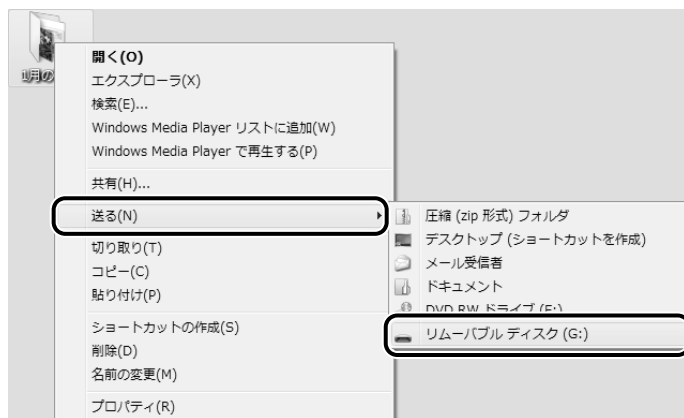 1月の
開く(O)
エクスプローラ(X)
検索(E)...
Windows Media Player リストに追加(W)
Windows Media Player で再生する(P)
共有(H)...
送る(N)
切り取り(T)
コピー(C)
貼り付け(P)
ショートカットの作成(S)
削除(D)
名前の変更(M)
プロパティ(R)
圧縮 (zip 形式) フォルダ
デスクトップ (ショートカットを作成)
メール受信者
ドキュメント
DVD RW ドライブ (F:)
リムーバブル ディスク (G:)